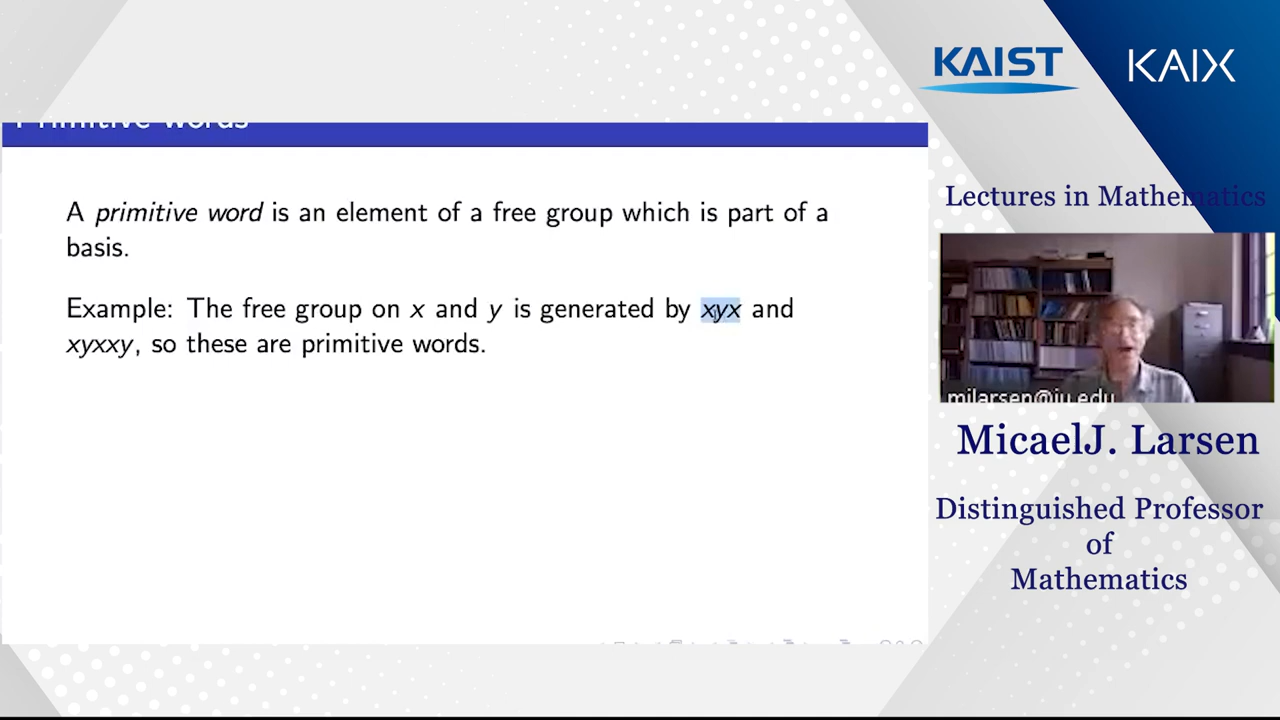 KAIST KAIX
Primitive Words
A primitive word is an element of a free group which is part of a
basis.
Example: The free group on x and y is generated by xyx and
xyxxy, so these are primitive words.
Lectures in Mathematics
milarsen@iu.edu
MicaelJ. Larsen
Distinguished Professor
of
Mathematics